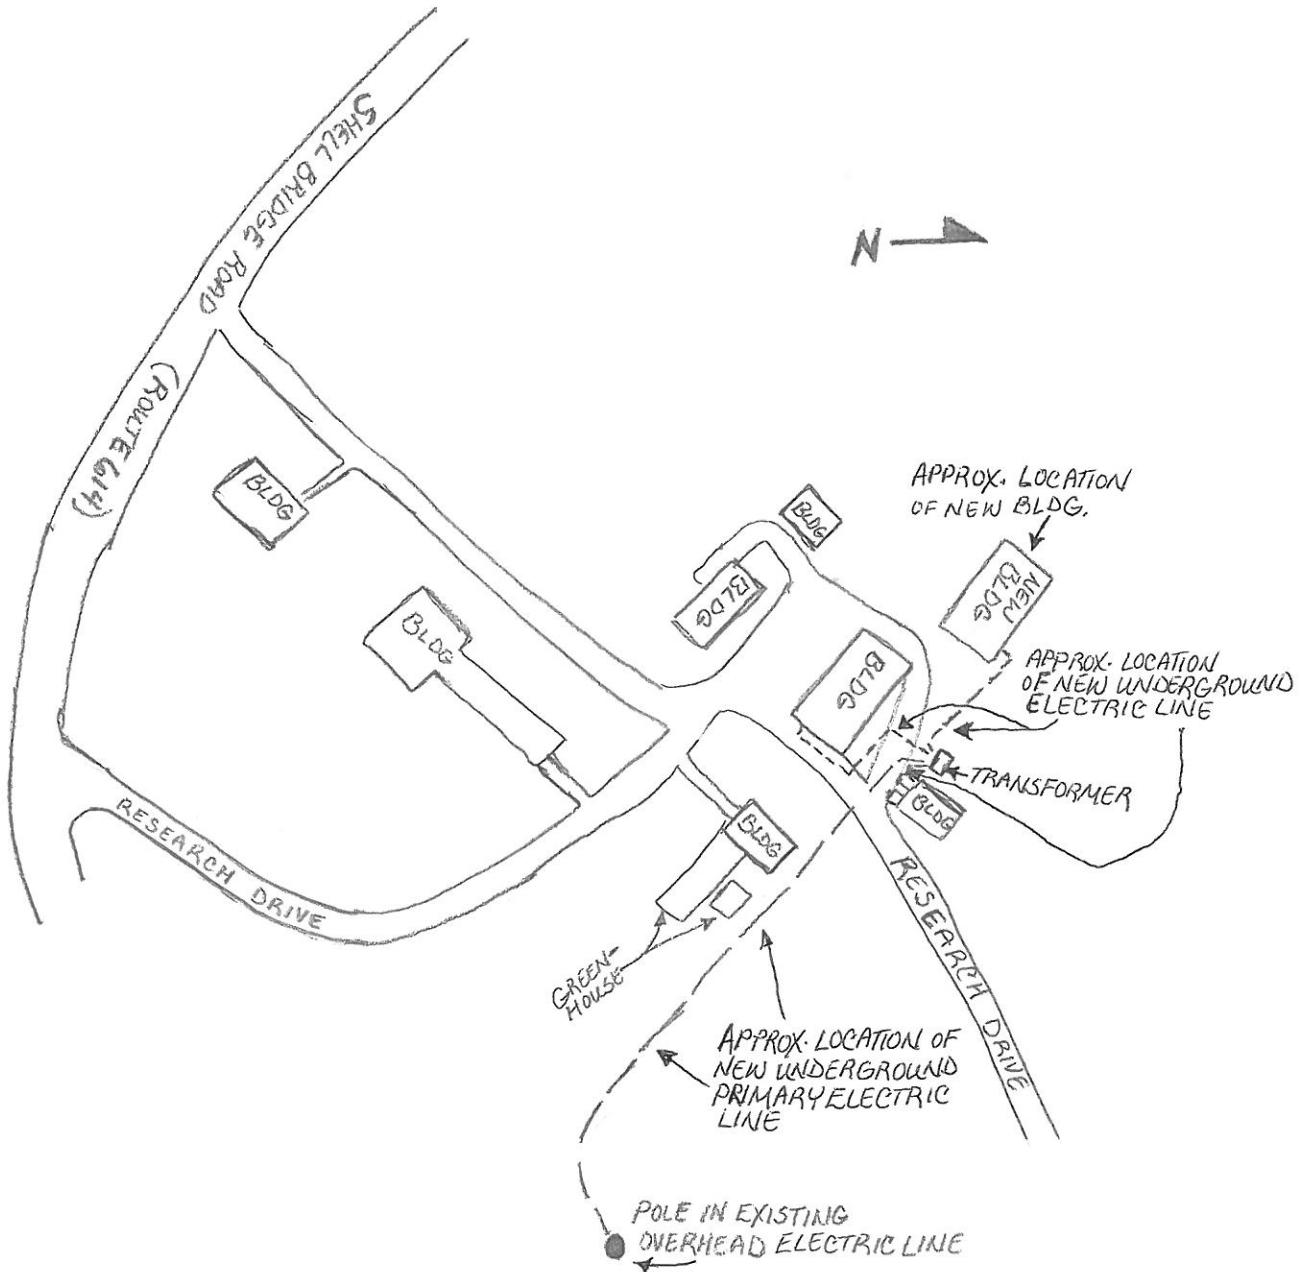 SHELL BRIDGE ROAD
(ROUTE 614)
N
BLDG
BLDG
BLDG
BLDG
APPROX. LOCATION
OF NEW BLDG.
NEW
BLDG
BLDG
APPROX. LOCATION
OF NEW UNDERGROUND
ELECTRIC LINE
TRANSFORMER
BLDG
BLDG
RESEARCH DRIVE
RESEARCH DRIVE
GREEN-
HOUSE
APPROX. LOCATION OF
NEW UNDERGROUND
PRIMARY ELECTRIC
LINE
POLE IN EXISTING
OVERHEAD ELECTRIC LINE